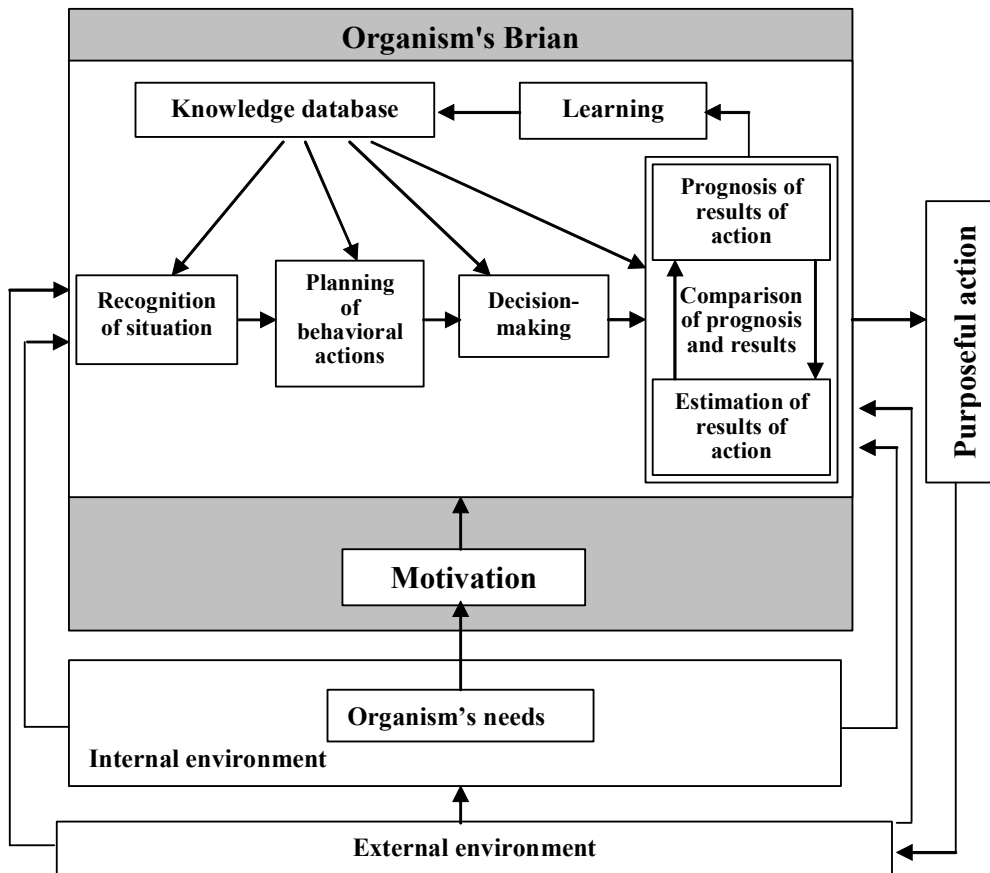 Organism's Brian
Knowledge database
Learning
Prognosis of
results of
action
Recognition
of situation
Planning
of
behavioral
actions
Decision-
making
Comparison
of prognosis
and results
Estimation of
results of
action
Purposeful action
Motivation
Organism’s needs
Internal environment
External environment